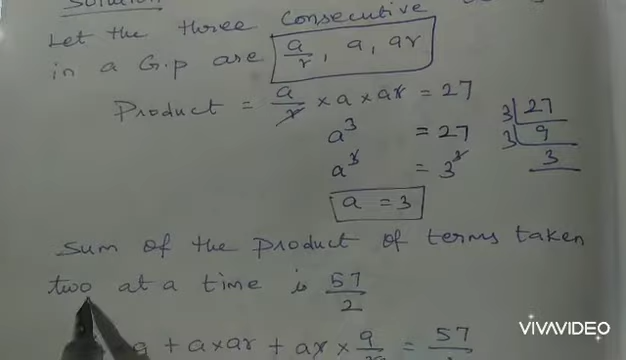 Solution
Let the three consecutive
in a G.p are a/r, a, ar
Product = a/r × a × ar = 27
a³ = 27
a³ = 3³
a = 3
3 | 27
3 | 9
3
Sum of the product of terms taken
two at a time is 57/2
a + a×ar + ar × a/r = 57
VIVAVIDEO